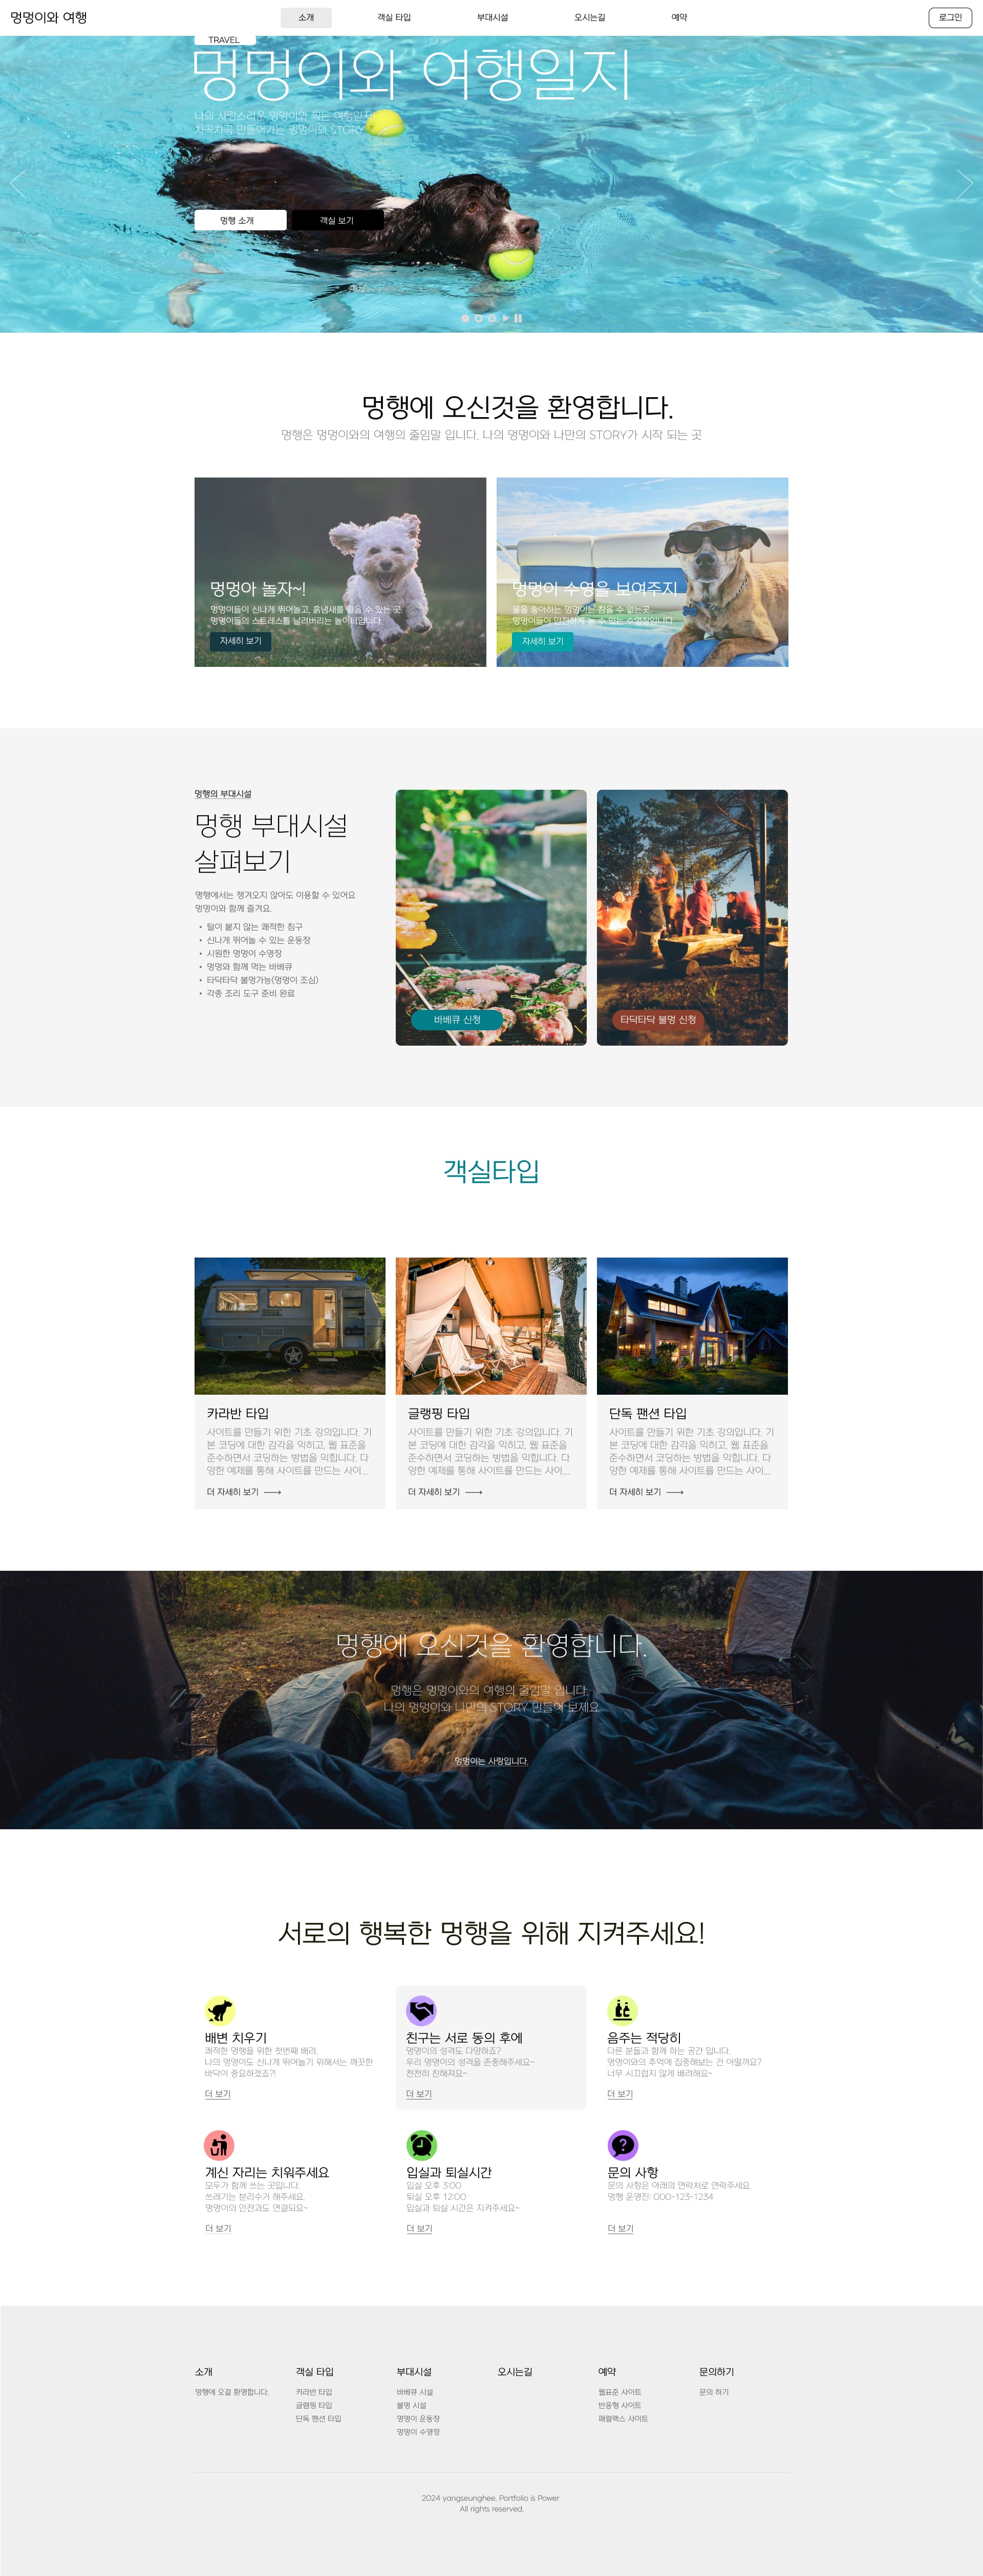 멍멍이와 여행
소개
객실 타입
부대시설
오시는길
예약
로그인
TRAVEL
멍멍이와 여행일지
나의 사랑스러운 멍멍이와 찍은 여행일지!
차곡차곡 만들어가는 멍멍이의 STORY
멍행 소개
객실 보기
멍행에 오신것을 환영합니다.
멍행은 멍멍이와의 여행의 줄임말 입니다. 나의 멍멍이와 나만의 STORY가 시작 되는 곳
멍멍아 놀자~!
멍멍이들이 신나게 뛰어놀고, 흙냄새를 맡을 수 있는 곳
멍멍이들의 스트레스를 날려버리는 놀이터입니다.
자세히 보기
멍멍이 수영을 보여주지
물을 좋아하는 멍멍이는 참을 수 없는곳
멍멍이들이 안전하게 놀 수 있는 수영장입니다.
자세히 보기
멍행의 부대시설
멍행 부대시설
살펴보기
멍행에서는 챙겨오지 않아도 이용할 수 있어요
멍멍이와 함께 즐겨요.
• 털이 붙지 않는 쾌적한 침구
• 신나게 뛰어놀 수 있는 운동장
• 시원한 멍멍이 수영장
• 멍멍와 함께 먹는 바베큐
• 타닥타닥 불멍가능(멍멍이 조심)
• 각종 조리 도구 준비 완료
바베큐 신청
타닥타닥 불멍 신청
객실타입
카라반 타입
사이트를 만들기 위한 기초 강의입니다. 기
본 코딩에 대한 감각을 익히고, 웹 표준을
준수하면서 코딩하는 방법을 익힙니다. 다
양한 예제를 통해 사이트를 만드는 사이...
더 자세히 보기
글랭핑 타입
사이트를 만들기 위한 기초 강의입니다. 기
본 코딩에 대한 감각을 익히고, 웹 표준을
준수하면서 코딩하는 방법을 익힙니다. 다
양한 예제를 통해 사이트를 만드는 사이...
더 자세히 보기
단독 팬션 타입
사이트를 만들기 위한 기초 강의입니다. 기
본 코딩에 대한 감각을 익히고, 웹 표준을
준수하면서 코딩하는 방법을 익힙니다. 다
양한 예제를 통해 사이트를 만드는 사이...
더 자세히 보기
멍행에 오신것을 환영합니다.
멍행은 멍멍이와의 여행의 줄임말 입니다.
나의 멍멍이와 나만의 STORY 만들어 보세요
멍멍이는 사랑입니다.
서로의 행복한 멍행을 위해 지켜주세요!
배변 치우기
쾌적한 멍행을 위한 첫번째 배려.
나의 멍멍이도 신나게 뛰어놀기 위해서는 깨끗한
바닥이 중요하겠죠?!
더 보기
친구는 서로 동의 후에
멍멍이의 성격도 다양하죠?
우리 멍멍이의 성격을 존중해주세요~
천천히 친해져요~
더 보기
음주는 적당히
다른 분들과 함께 하는 공간 입니다.
멍멍이와의 추억에 집중해보는 건 어떨까요?
너무 시끄럽지 않게 배려해요~
더 보기
계신 자리는 치워주세요
모두가 함께 쓰는 곳입니다.
쓰레기는 분리수거 해주세요.
멍멍이의 안전과도 연결되요~
더 보기
입실과 퇴실시간
입실 오후 3:00
퇴실 오후 12:00
입실과 퇴실 시간은 지켜주세요~
더 보기
문의 사항
문의 사항은 아래의 연락처로 연락주세요
멍행 운영진: 000-123-1234
더 보기
소개
멍행에 오걸 환영합니다.
객실 타입
카라반 타입
글램핑 타입
단독 팬션 타입
부대시설
바베큐 시설
불멍 시설
멍멍이 운동장
멍멍이 수영장
오시는길
예약
웹표준 사이트
반응형 사이트
패럴랙스 사이트
문의하기
문의 하기
2024 yangseunghee. Portfolio is Power
All rights reserved.